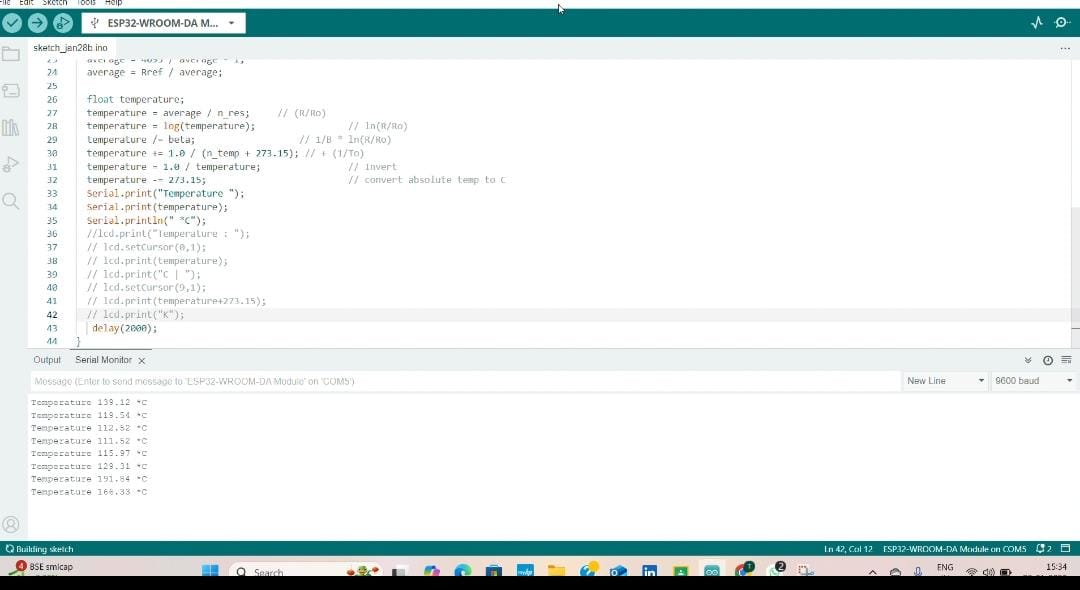 File Edit Sketch Tools Help
ESP32-WROOM-DA M...
sketch_jan28b.ino
23 average = 4095 / average - 1;
24 average = Rref / average;
25
26 float temperature;
27 temperature = average / n_res; // (R/Ro)
28 temperature = log(temperature); // ln(R/Ro)
29 temperature /= beta; // 1/B * ln(R/Ro)
30 temperature += 1.0 / (n_temp + 273.15); // + (1/To)
31 temperature = 1.0 / temperature; // Invert
32 temperature -= 273.15; // convert absolute temp to C
33 Serial.print("Temperature ");
34 Serial.print(temperature);
35 Serial.println(" *C");
36 //lcd.print("Temperature : ");
37 // lcd.setCursor(0,1);
38 // lcd.print(temperature);
39 // lcd.print("C | ");
40 // lcd.setCursor(9,1);
41 // lcd.print(temperature+273.15);
42 // lcd.print("K");
43 delay(2000);
44 }
Output Serial Monitor
Message (Enter to send message to 'ESP32-WROOM-DA Module' on 'COM5')
New Line 9600 baud
Temperature 139.12 *C
Temperature 119.54 *C
Temperature 112.52 *C
Temperature 111.52 *C
Temperature 115.97 *C
Temperature 129.31 *C
Temperature 191.84 *C
Temperature 166.33 *C
Building sketch
Ln 42, Col 12 ESP32-WROOM-DA Module on COM5 2
4 BSE smlcap
Search
2
ENG
15:34